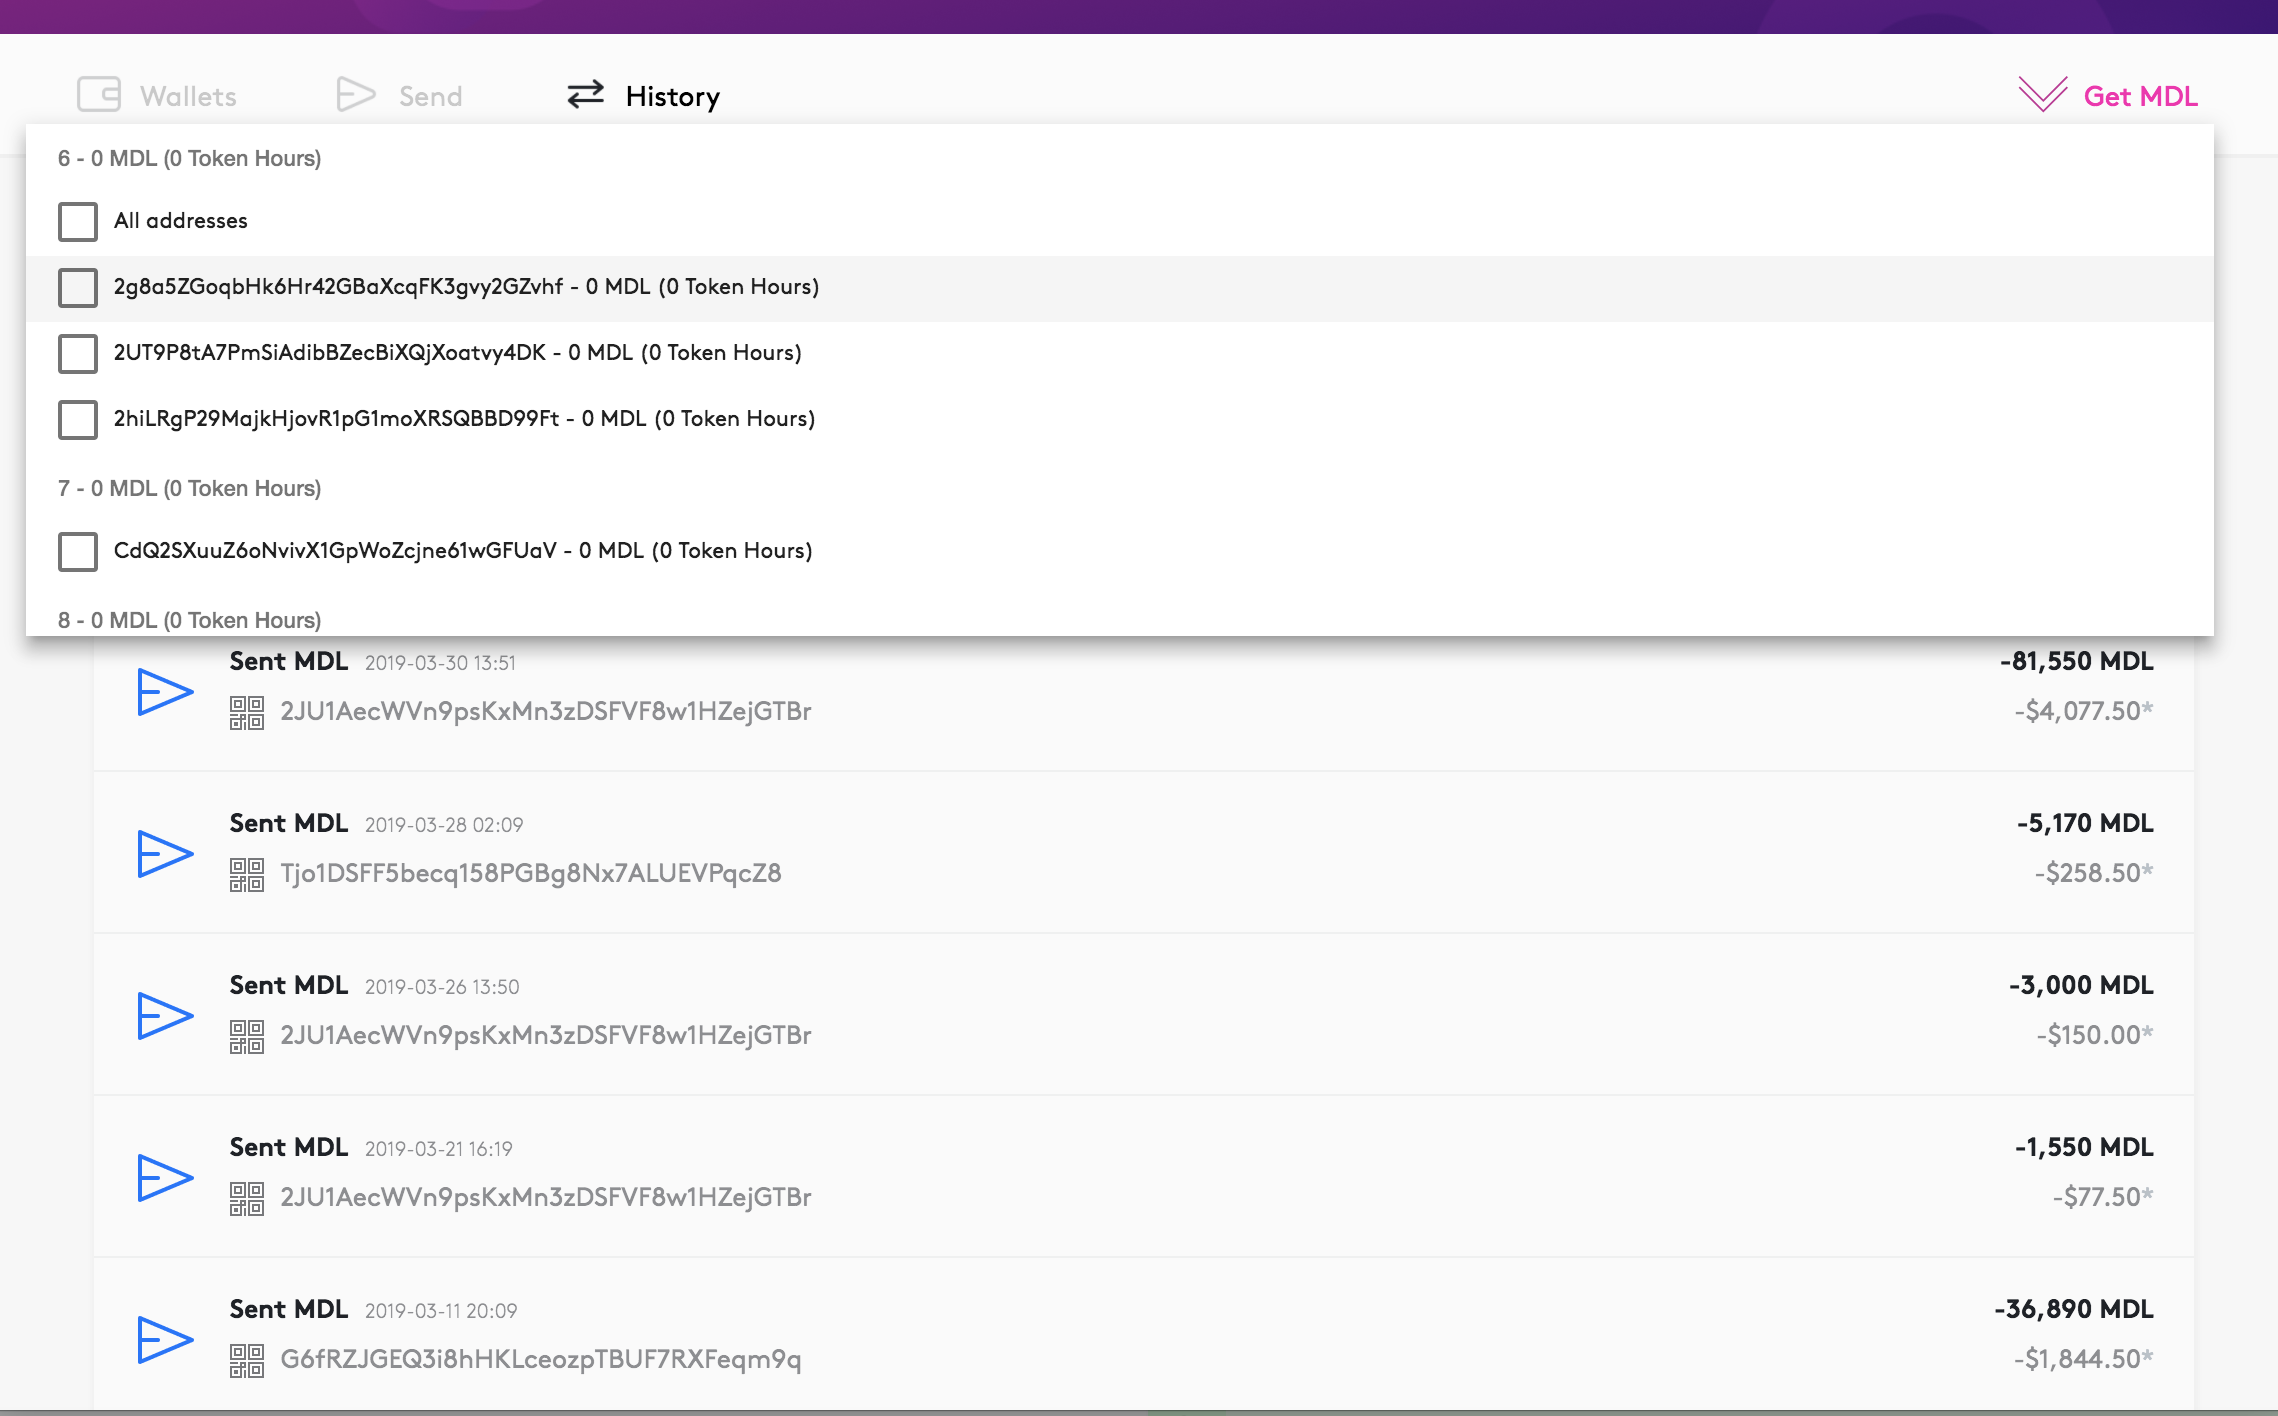 Wallets
Send
History
Get MDL
6 - 0 MDL (0 Token Hours)
All addresses
2g8a5ZGoqbHk6Hr42GBaXcqFK3gvy2GZvhf - 0 MDL (0 Token Hours)
2UT9P8tA7PmSiAdibBZecBiXQjXoatvy4DK - 0 MDL (0 Token Hours)
2hiLRgP29MajkHjovR1pG1moXRSQBBD99Ft - 0 MDL (0 Token Hours)
7 - 0 MDL (0 Token Hours)
CdQ2SXuuZ6oNvivX1GpWoZcjne61wGFUaV - 0 MDL (0 Token Hours)
8 - 0 MDL (0 Token Hours)
Sent MDL 2019-03-30 13:51 -81,550 MDL
2JU1AecWVn9psKxMn3zDSFVF8w1HZejGTBr -$4,077.50*
Sent MDL 2019-03-28 02:09 -5,170 MDL
Tjo1DSFF5becq158PGBg8Nx7ALUEVPqcZ8 -$258.50*
Sent MDL 2019-03-26 13:50 -3,000 MDL
2JU1AecWVn9psKxMn3zDSFVF8w1HZejGTBr -$150.00*
Sent MDL 2019-03-21 16:19 -1,550 MDL
2JU1AecWVn9psKxMn3zDSFVF8w1HZejGTBr -$77.50*
Sent MDL 2019-03-11 20:09 -36,890 MDL
G6fRZJGEQ3i8hHKLceozpTBUF7RXFeqm9q -$1,844.50*